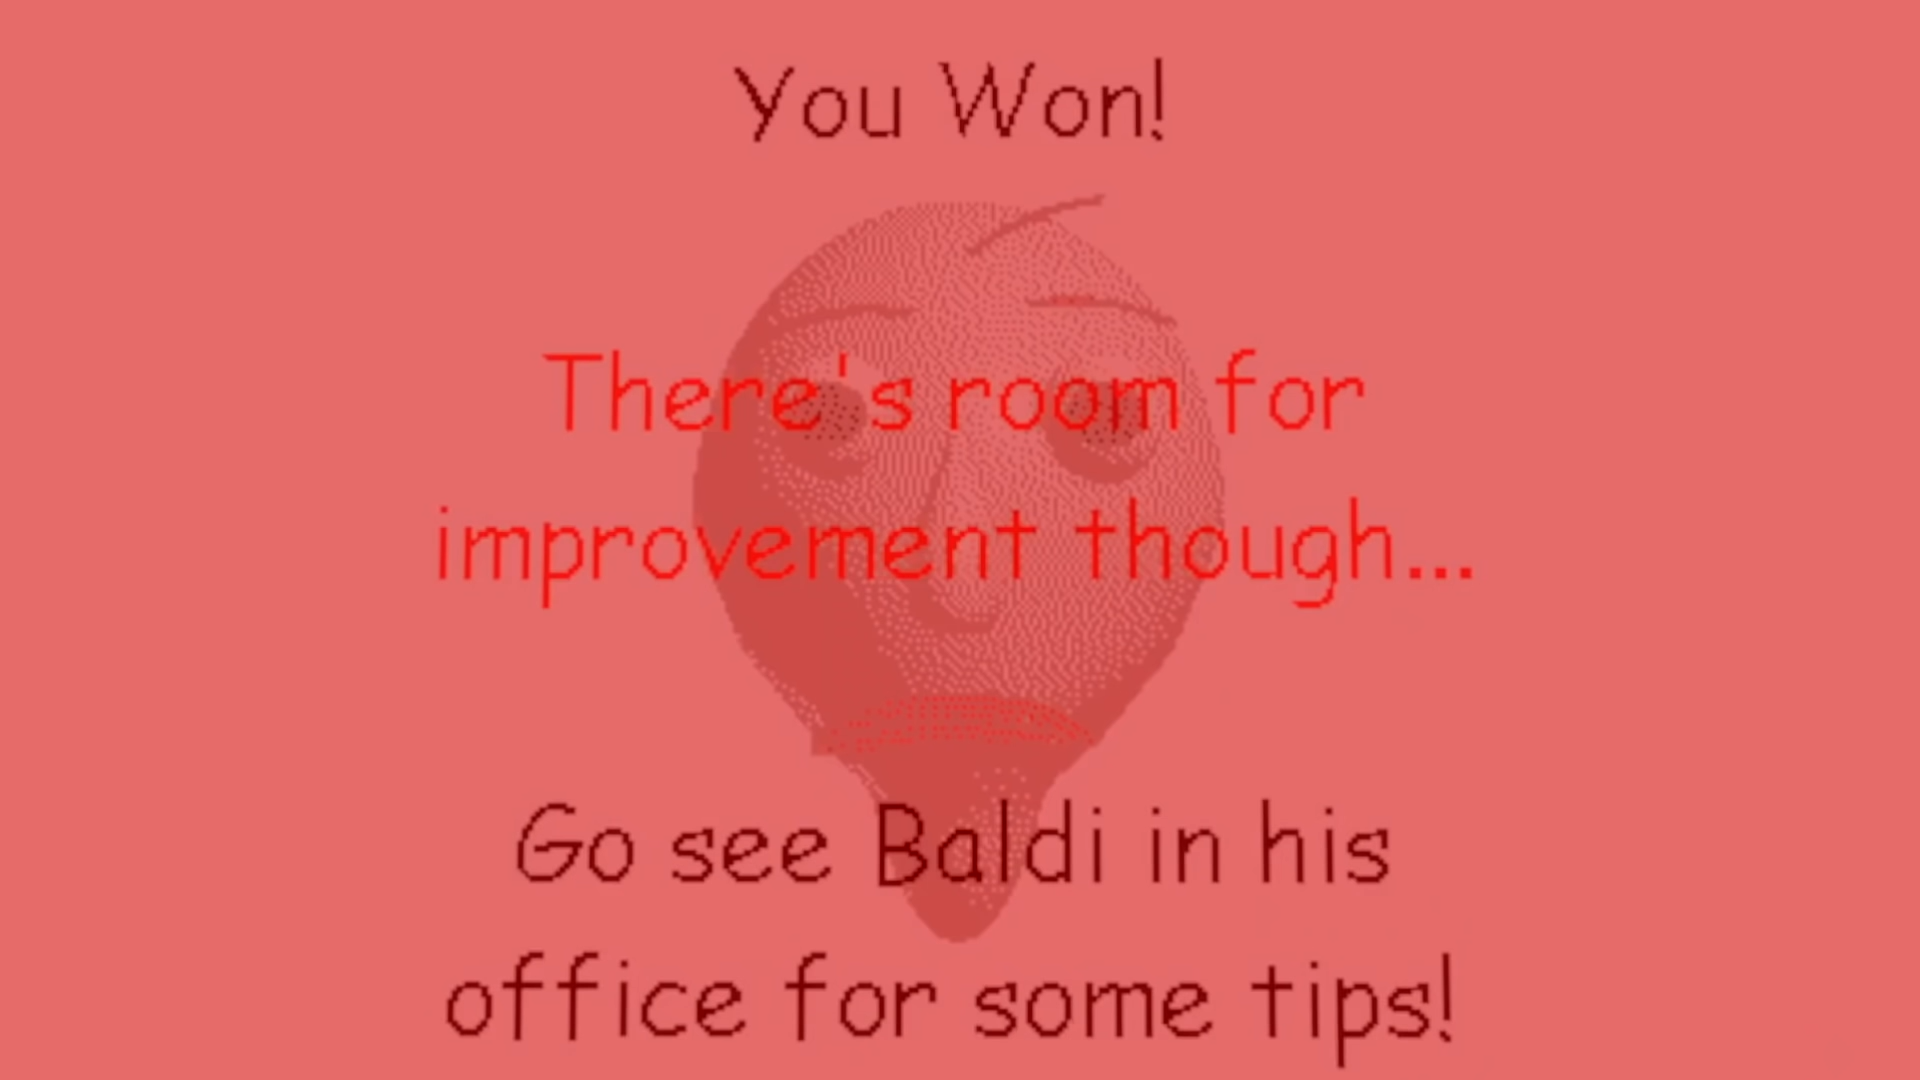 You Won!
There's room for
improvement though...
Go see Baldi in his
office for some tips!